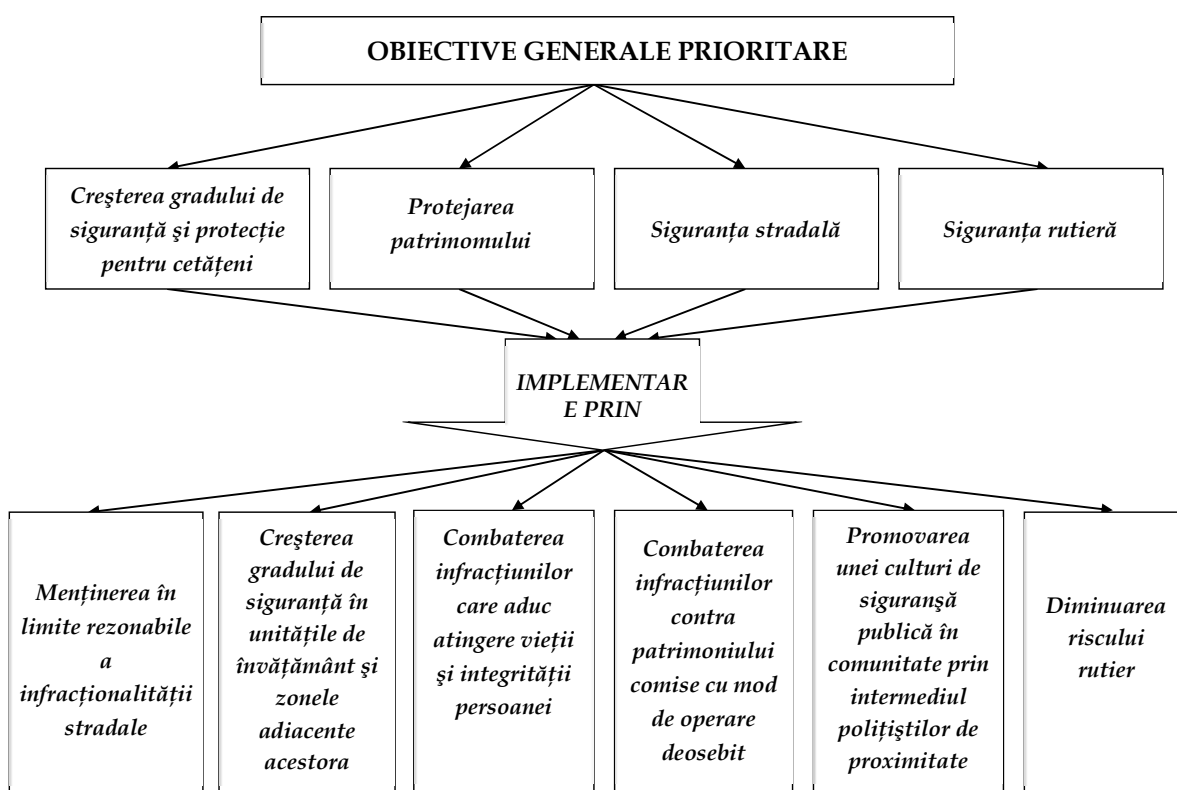 OBIECTIVE GENERALE PRIORITARE
Creşterea gradului de
siguranță şi protecție
pentru cetățeni
Protejarea
patrimomului
Siguranța stradală
Siguranța rutieră
IMPLEMENTAR
E PRIN
Menținerea în
limite rezonabile
a
infracționalității
stradale
Creşterea
gradului de
siguranță în
unitățile de
învățământ şi
zonele
adiacente
acestora
Combaterea
infracțiunilor
care aduc
atingere vieții
şi integrității
persoanei
Combaterea
infracțiunilor
contra
patrimoniului
comise cu mod
de operare
deosebit
Promovarea
unei culturi de
siguranşă
publică în
comunitate prin
intermediul
polițiştilor de
proximitate
Diminuarea
riscului
rutier